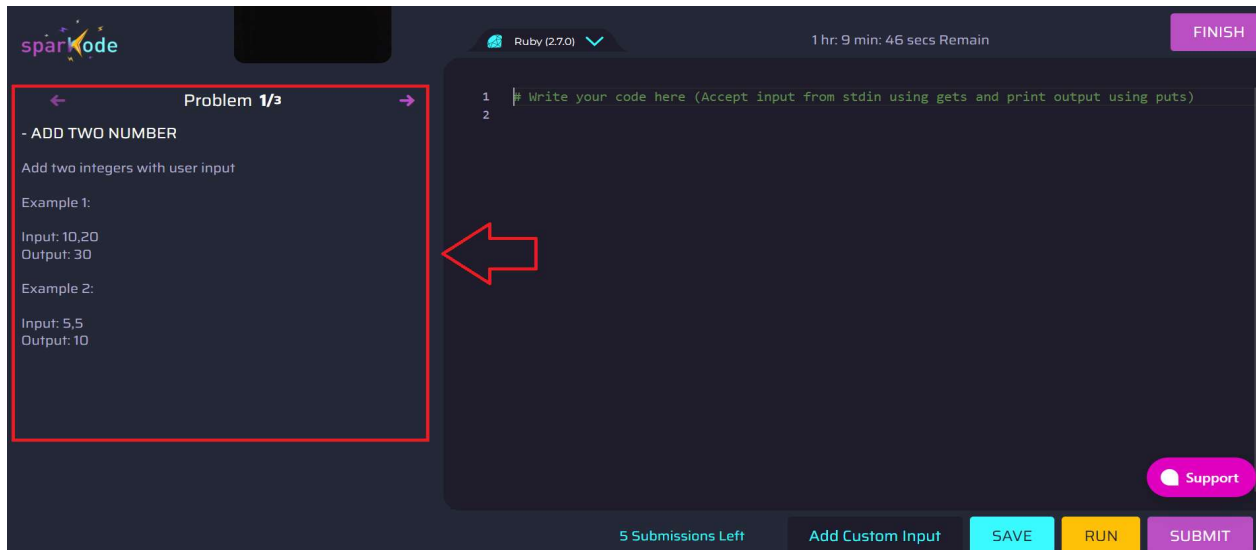 sparkode
Ruby (2.7.0)
1 hr: 9 min: 46 secs Remain
FINISH
Problem 1/3
- ADD TWO NUMBER
Add two integers with user input
Example 1:
Input: 10,20
Output: 30
Example 2:
Input: 5,5
Output: 10
1 # Write your code here (Accept input from stdin using gets and print output using puts)
2
Support
5 Submissions Left
Add Custom Input
SAVE
RUN
SUBMIT